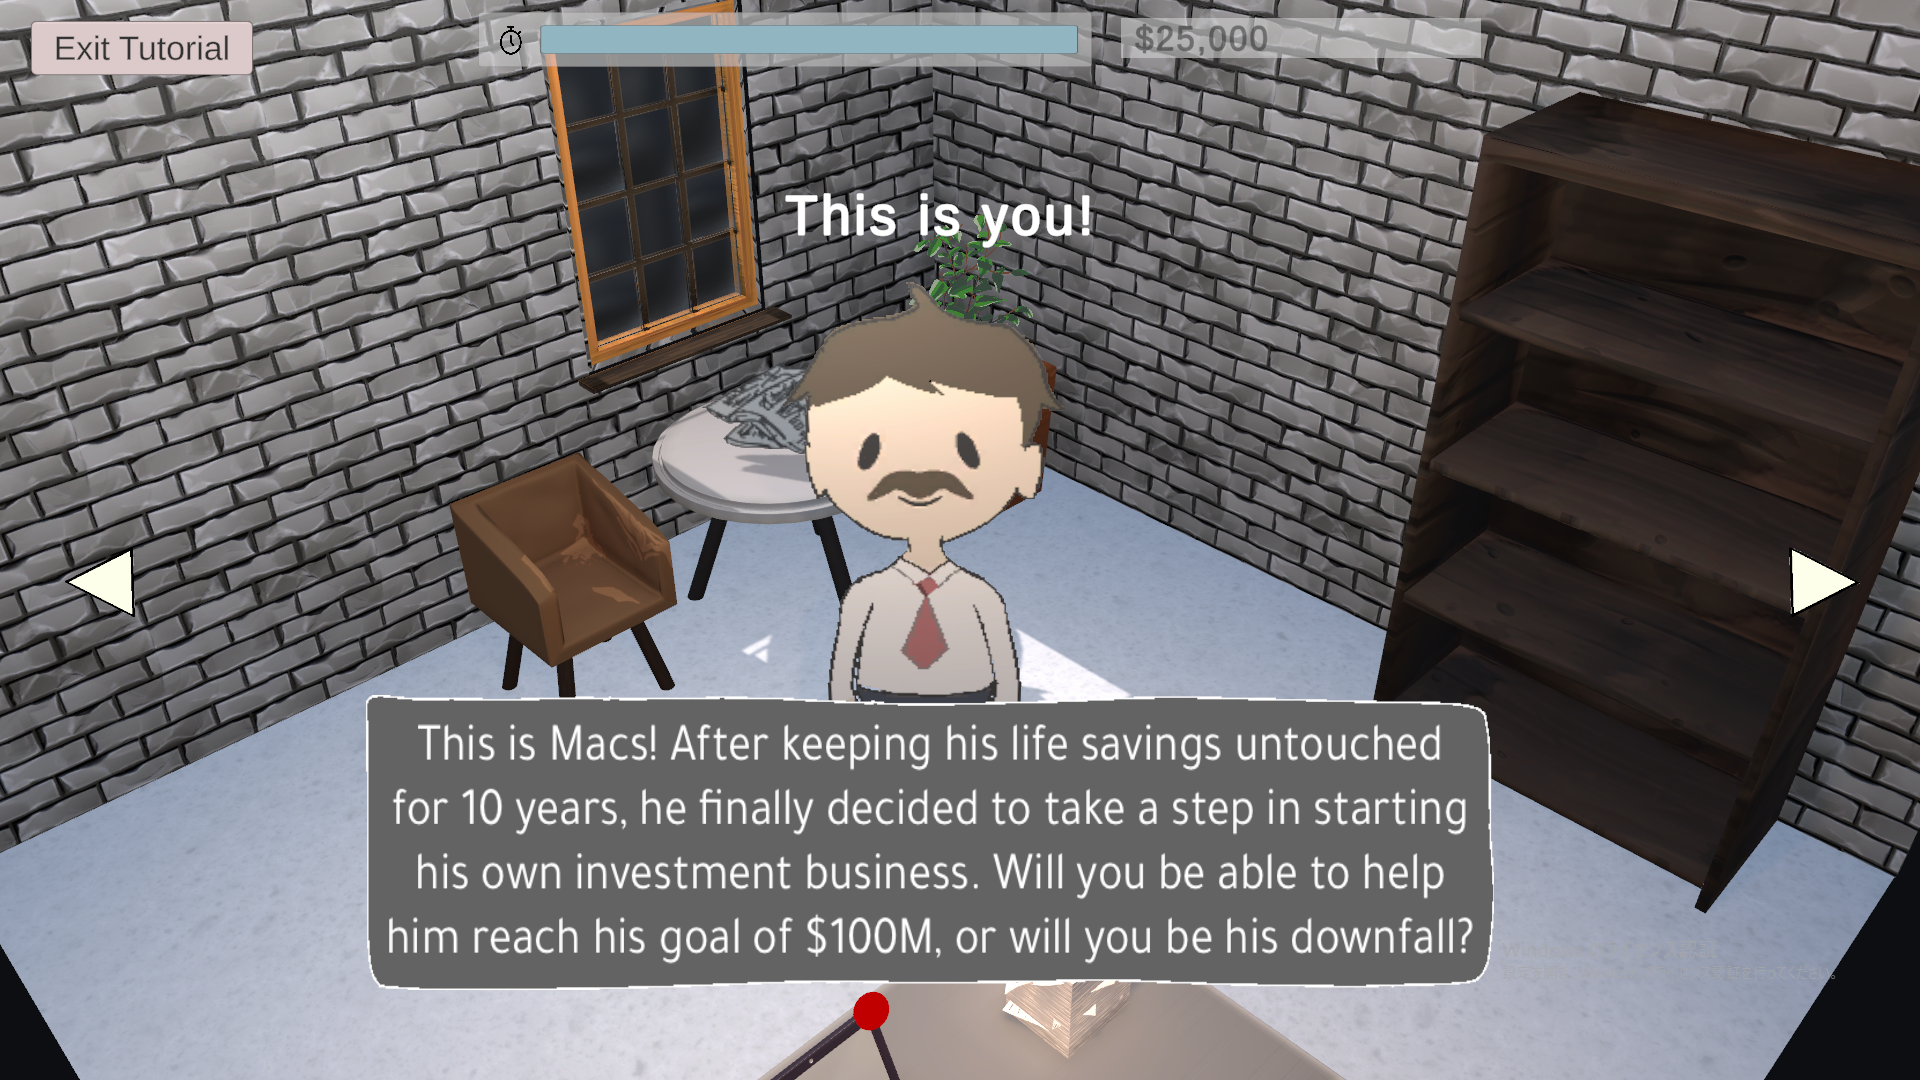 Exit Tutorial
$25,000
This is you!
This is Macs! After keeping his life savings untouched
for 10 years, he finally decided to take a step in starting
his own investment business. Will you be able to help
him reach his goal of $100M, or will you be his downfall?